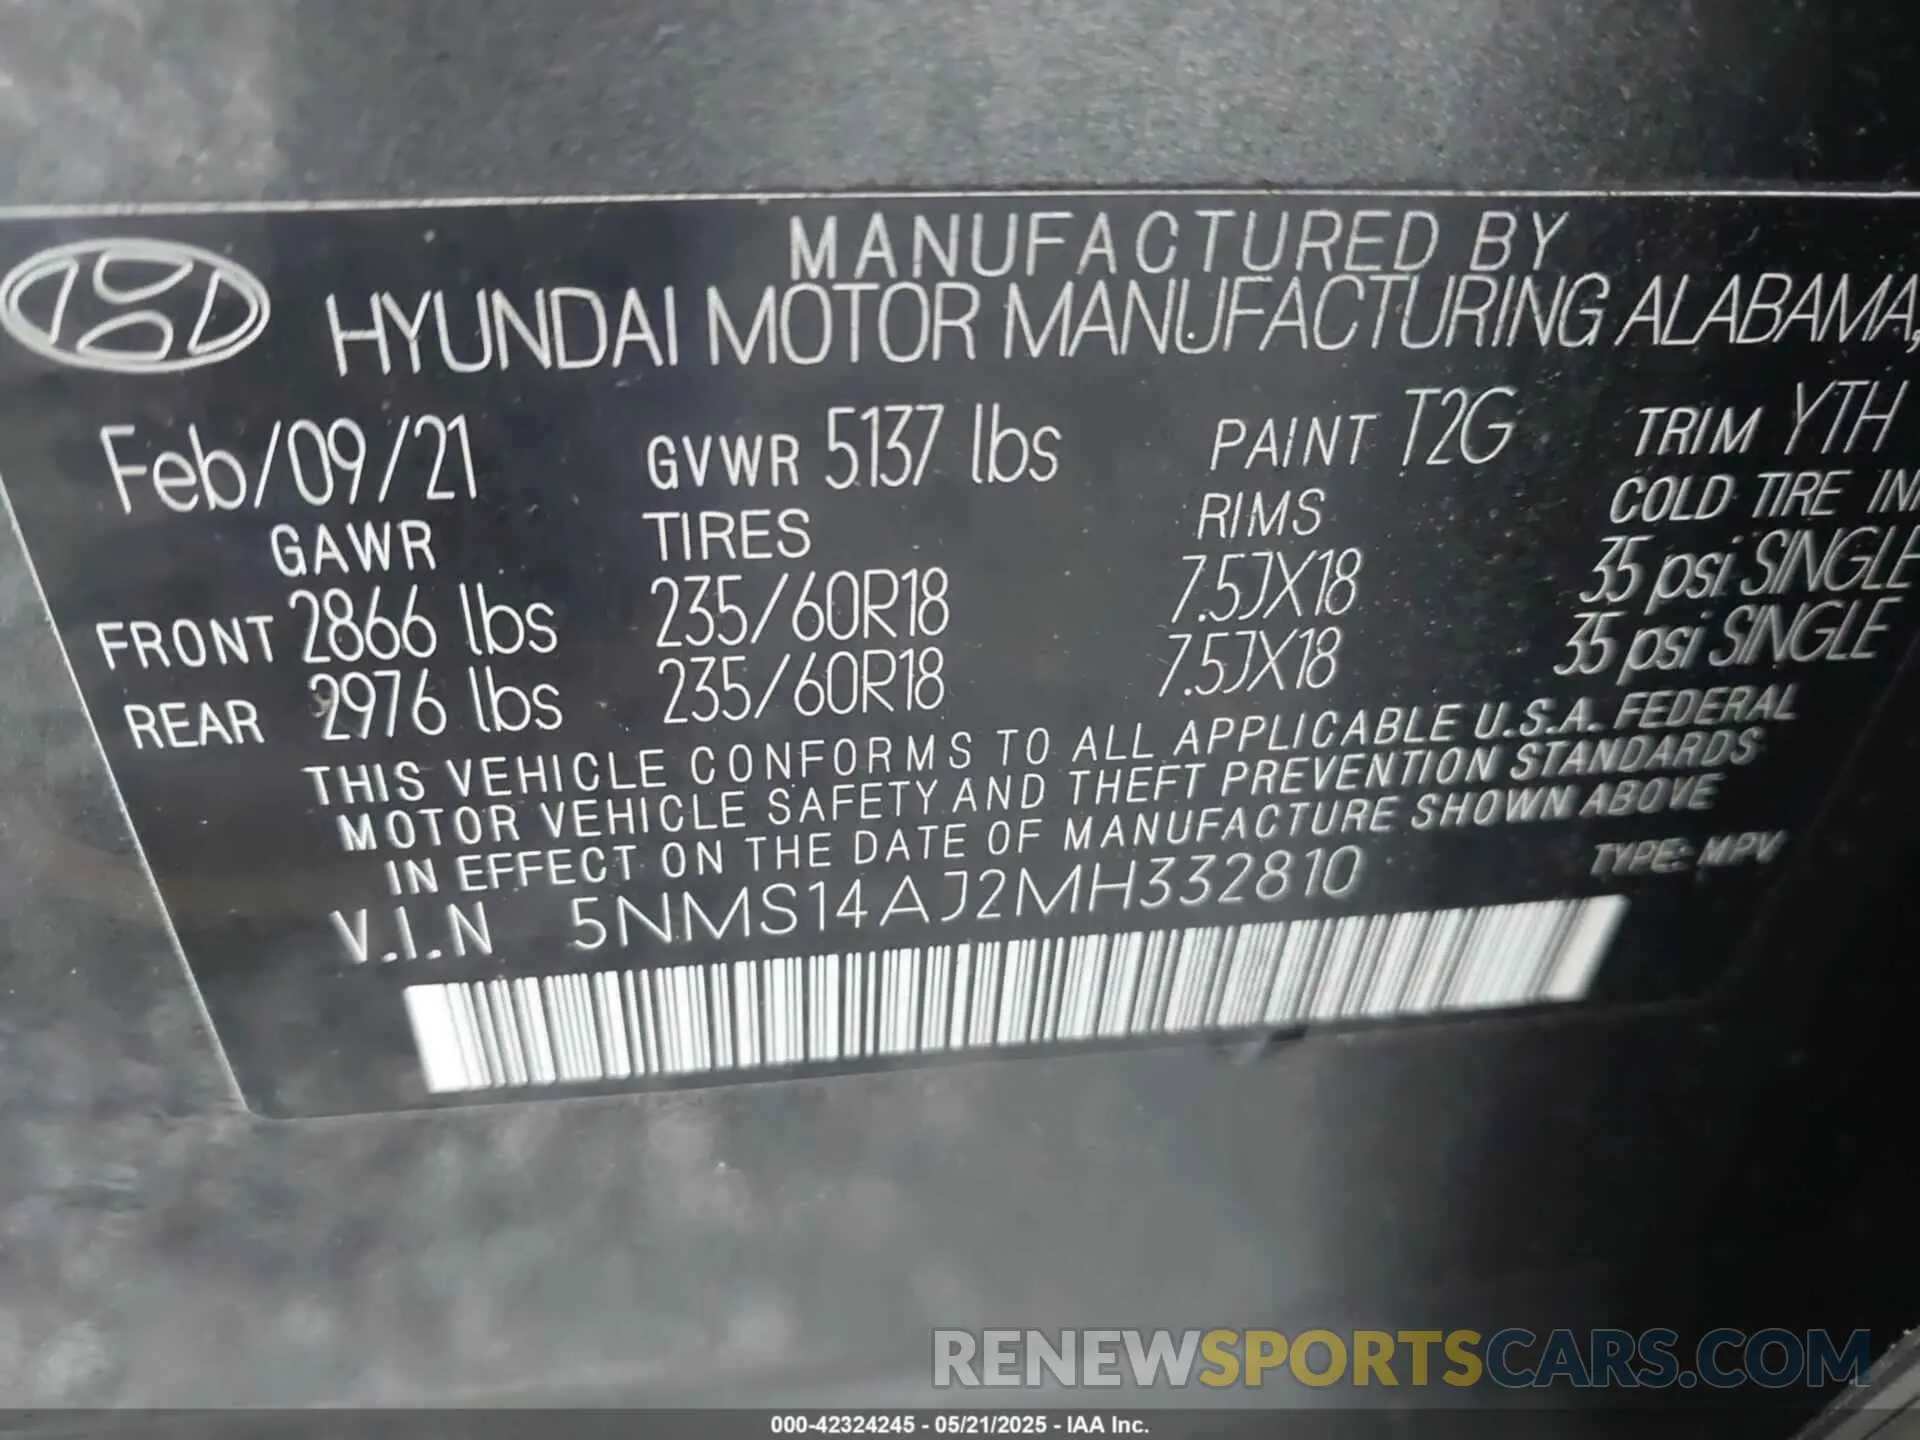 MANUFACTURED BY
HYUNDAI MOTOR MANUFACTURING ALABAMA,
Feb/09/21 GVWR 5137 lbs PAINT T2G TRIM YTH
GAWR TIRES RIMS COLD TIRE
FRONT 2866 lbs 235/60R18 7.5JX18 35 psi SINGLE
REAR 2976 lbs 235/60R18 7.5JX18 35 psi SINGLE
THIS VEHICLE CONFORMS TO ALL APPLICABLE U.S.A. FEDERAL
MOTOR VEHICLE SAFETY AND THEFT PREVENTION STANDARDS
IN EFFECT ON THE DATE OF MANUFACTURE SHOWN ABOVE
V.I.N 5NMS14AJ2MH332810 TYPE: MPV
RENEWSPORTSCARS.COM
000-42324245 - 05/21/2025 - IAA Inc.